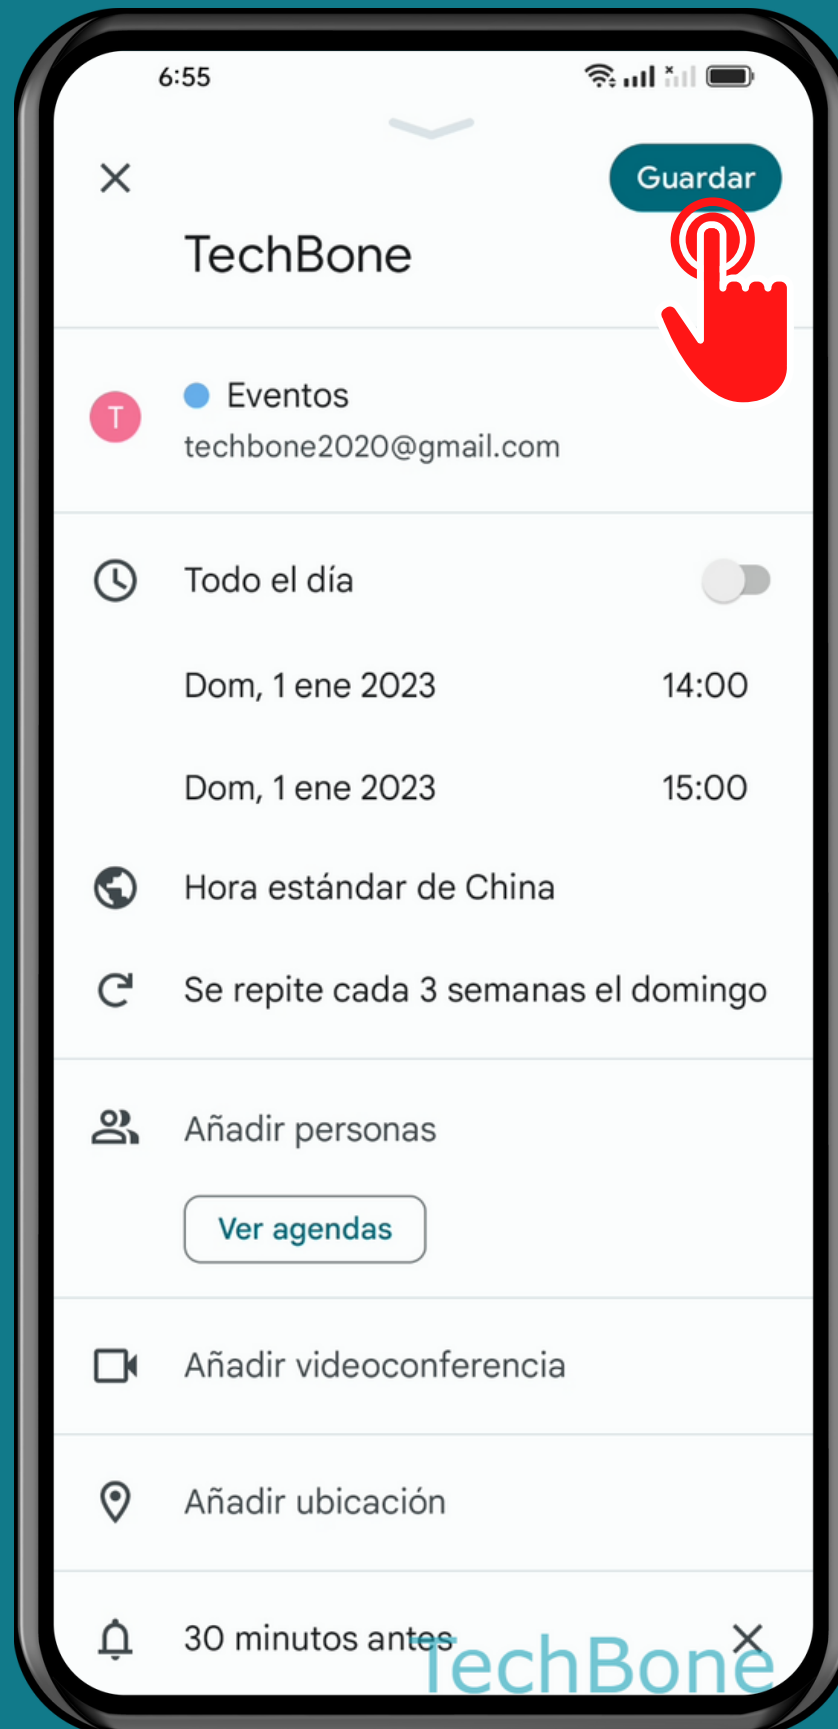 6:55
Guardar
TechBone
T
Eventos
techbone2020@gmail.com
Todo el día
Dom, 1 ene 2023 14:00
Dom, 1 ene 2023 15:00
Hora estándar de China
Se repite cada 3 semanas el domingo
Añadir personas
Ver agendas
Añadir videoconferencia
Añadir ubicación
30 minutos antes
TechBone